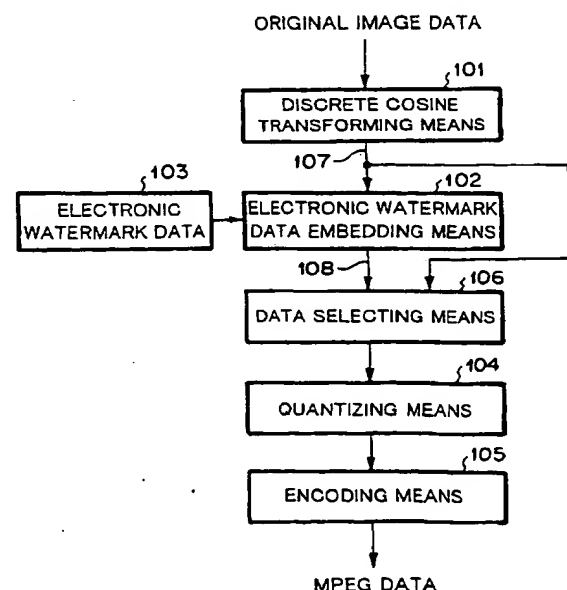 ORIGINAL IMAGE DATA
101
DISCRETE COSINE
TRANSFORMING MEANS
107
103
102
ELECTRONIC
WATERMARK DATA
ELECTRONIC WATERMARK
DATA EMBEDDING MEANS
108
106
DATA SELECTING MEANS
104
QUANTIZING MEANS
105
ENCODING MEANS
MPEG DATA